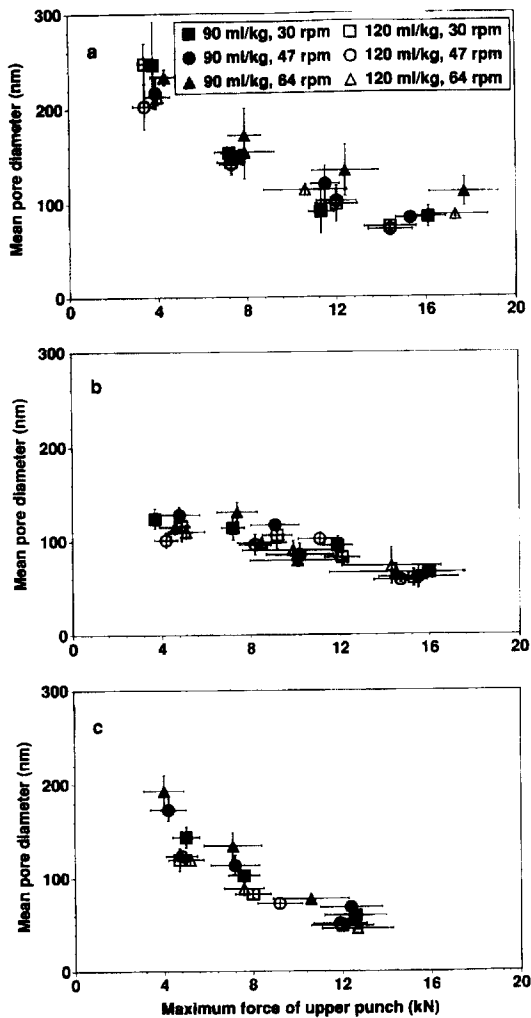 a
90 ml/kg, 30 rpm
120 ml/kg, 30 rpm
90 ml/kg, 47 rpm
120 ml/kg, 47 rpm
90 ml/kg, 64 rpm
120 ml/kg, 64 rpm
Mean pore diameter (nm)
300
200
100
0
4
8
12
16
20
b
Mean pore diameter (nm)
300
200
100
0
0
4
8
12
16
20
c
Mean pore diameter (nm)
300
200
100
0
0
4
8
12
16
20
Maximum force of upper punch (kN)